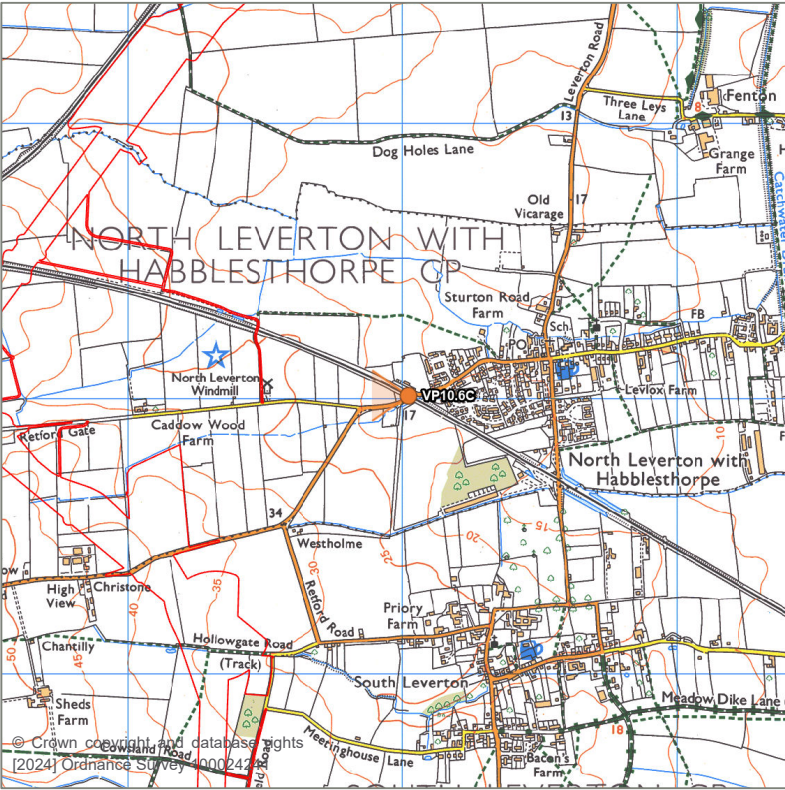 Leverton Road
Three Leys
Lane
8
Fenton
13
Dog Holes Lane
Grange
Farm
Catchwater
Old
Vicarage
17
NORTH LEVERTON WITH
HABBLESTHORPE CP
Sturton Road
Farm
Sch
PO
FB
North Leverton
Windmill
VP10.6C
17
Levlox Farm
Retford Gate
Caddow Wood
Farm
10
North Leverton with
Habblesthorpe
34
Westholme
20
15
25
30
35
High
View
Christone
40
Retford Road
Priory
Farm
Chantilly
Hollowgate Road
(Track)
50
45
South Leverton
Sheds
Farm
Meadow Dike Lane
Meeringhouse Lane
18
Bacon's
Farm
© Crown copyright and database rights
[2024] Ordnance Survey